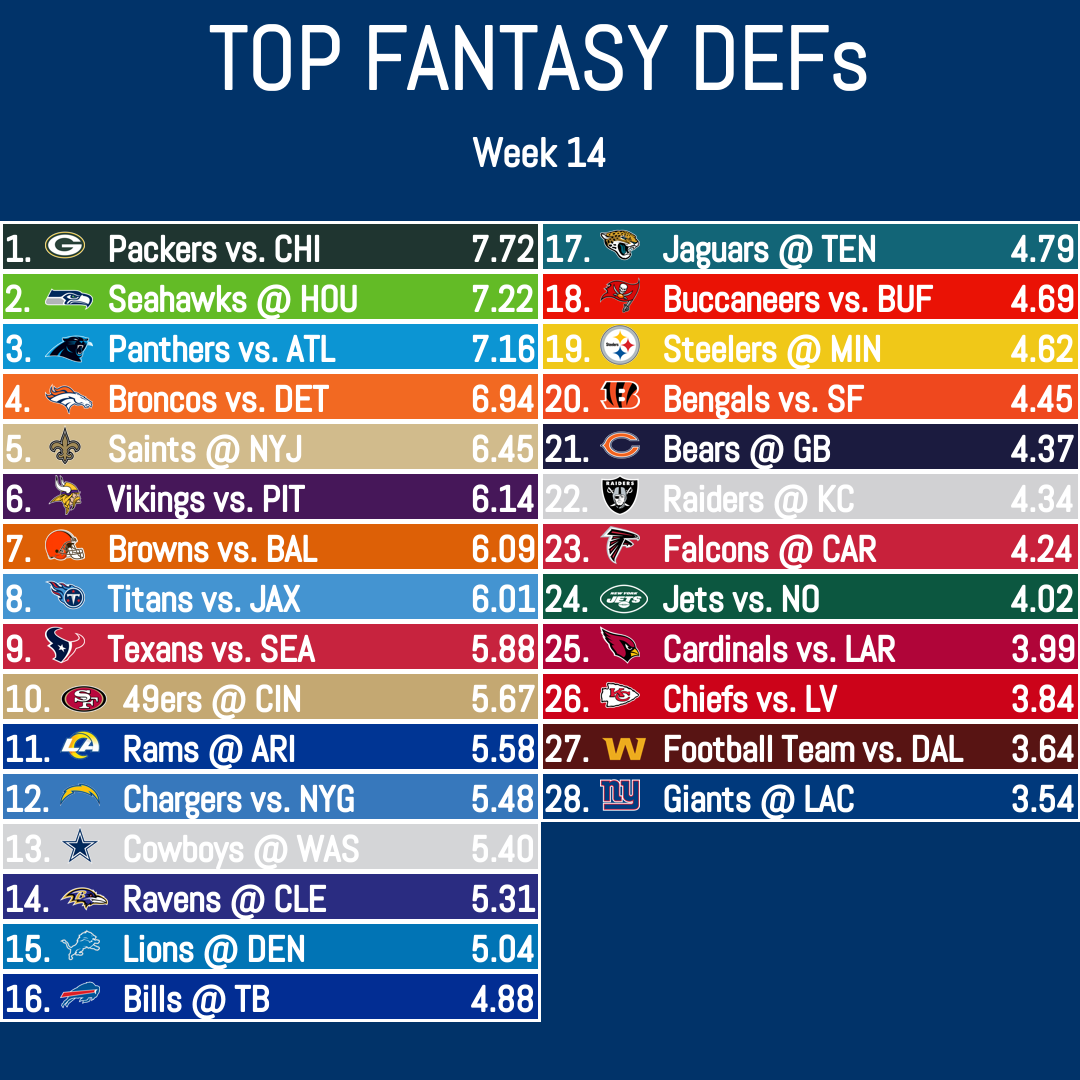 TOP FANTASY DEFs
Week 14
1. Packers vs. CHI 7.72
2. Seahawks @ HOU 7.22
3. Panthers vs. ATL 7.16
4. Broncos vs. DET 6.94
5. Saints @ NYJ 6.45
6. Vikings vs. PIT 6.14
7. Browns vs. BAL 6.09
8. Titans vs. JAX 6.01
9. Texans vs. SEA 5.88
10. 49ers @ CIN 5.67
11. Rams @ ARI 5.58
12. Chargers vs. NYG 5.48
13. Cowboys @ WAS 5.40
14. Ravens @ CLE 5.31
15. Lions @ DEN 5.04
16. Bills @ TB 4.88
17. Jaguars @ TEN 4.79
18. Buccaneers vs. BUF 4.69
19. Steelers @ MIN 4.62
20. Bengals vs. SF 4.45
21. Bears @ GB 4.37
22. Raiders @ KC 4.34
23. Falcons @ CAR 4.24
24. Jets vs. NO 4.02
25. Cardinals vs. LAR 3.99
26. Chiefs vs. LV 3.84
27. Football Team vs. DAL 3.64
28. Giants @ LAC 3.54